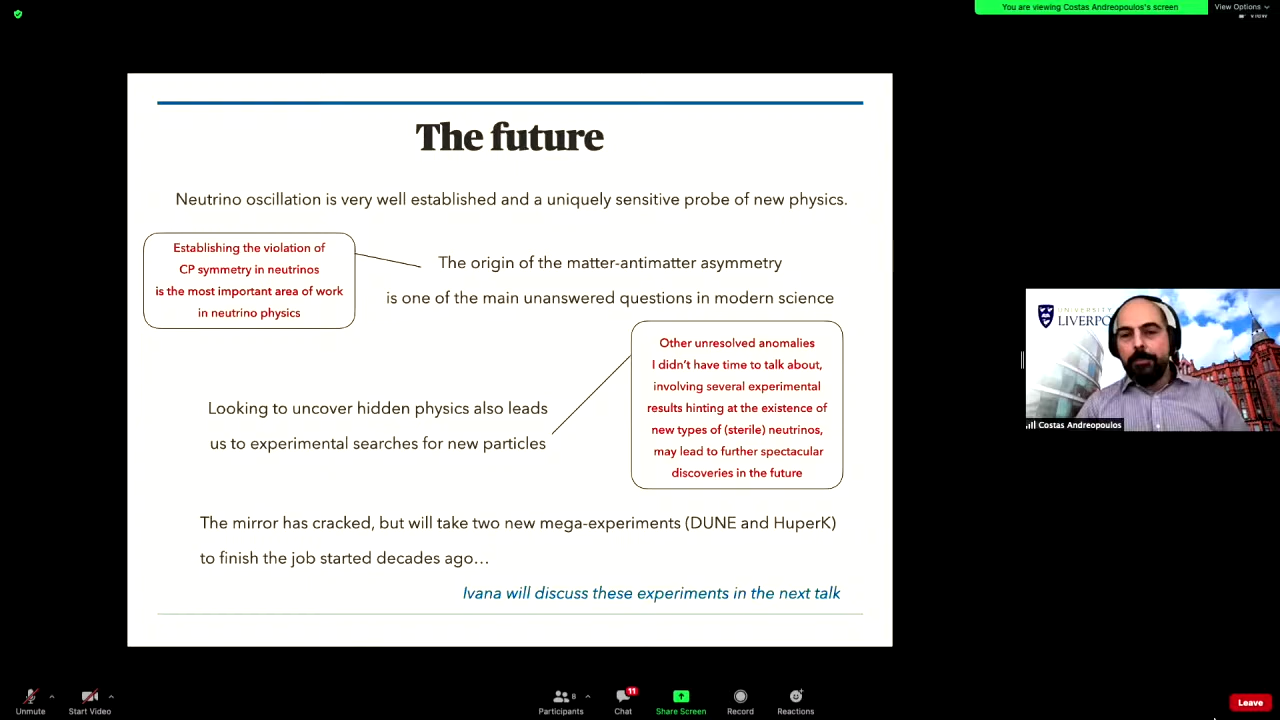 You are viewing Costas Andreopoulos's screen
View Options
View
The future
Neutrino oscillation is very well established and a uniquely sensitive probe of new physics.
Establishing the violation of
CP symmetry in neutrinos
is the most important area of work
in neutrino physics
The origin of the matter-antimatter asymmetry
is one of the main unanswered questions in modern science
Other unresolved anomalies
I didn't have time to talk about,
involving several experimental
results hinting at the existence of
new types of (sterile) neutrinos,
may lead to further spectacular
discoveries in the future
Looking to uncover hidden physics also leads
us to experimental searches for new particles
The mirror has cracked, but will take two new mega-experiments (DUNE and HuperK)
to finish the job started decades ago…
Ivana will discuss these experiments in the next talk
UNIVERSITY
LIVERPO
Costas Andreopoulos
Unmute
Start Video
Participants
8
Chat
11
Share Screen
Record
Reactions
Leave